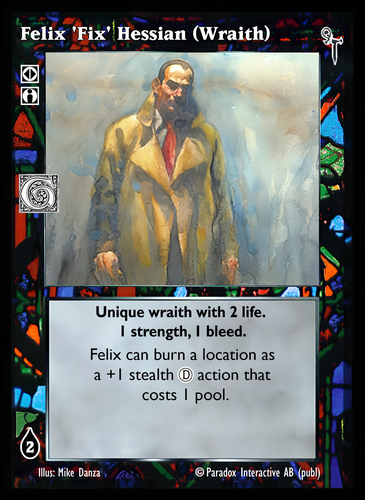 Felix 'Fix' Hessian (Wraith)
Unique wraith with 2 life.
1 strength, 1 bleed.
Felix can burn a location as
a +1 stealth Ⓓ action that
costs 1 pool.
2
Illus: Mike Danza © Paradox Interactive AB (publ)